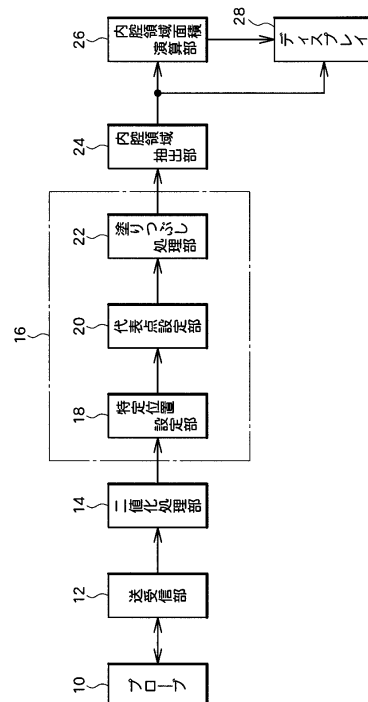 10
プローブ
12
送受信部
14
二値化処理部
16
18
特定位置
設定部
20
代表点設定部
22
塗りつぶし
処理部
24
内腔領域
抽出部
26
内腔領域面積
演算部
28
ディスプレイ